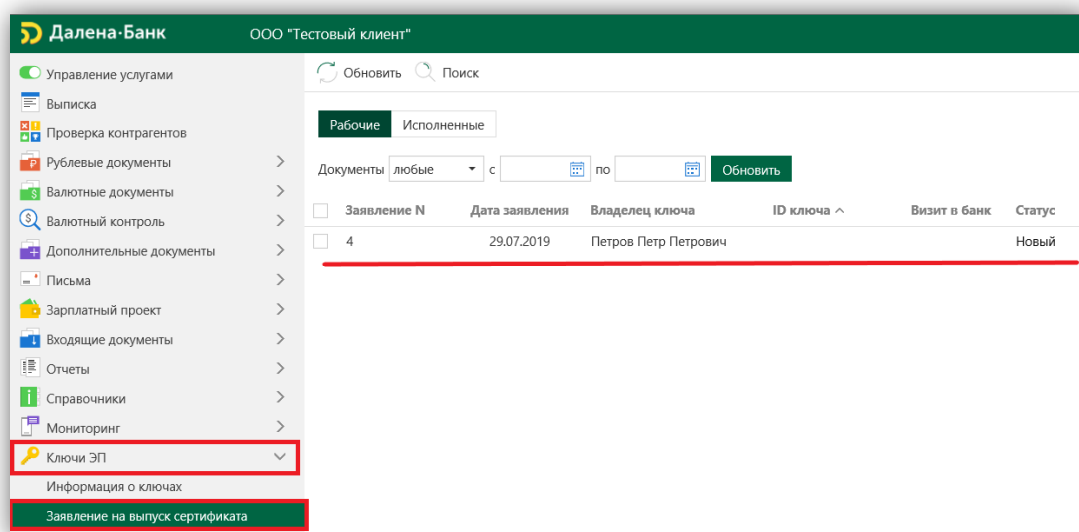 Далена·Банк ООО "Тестовый клиент"
Управление услугами
Выписка
Проверка контрагентов
Рублевые документы
Валютные документы
Валютный контроль
Дополнительные документы
Письма
Зарплатный проект
Входящие документы
Отчеты
Справочники
Мониторинг
Ключи ЭП
Информация о ключах
Заявление на выпуск сертификата
Обновить Поиск
Рабочие Исполненные
Документы любые с по Обновить
Заявление N Дата заявления Владелец ключа ID ключа Визит в банк Статус
4 29.07.2019 Петров Петр Петрович Новый